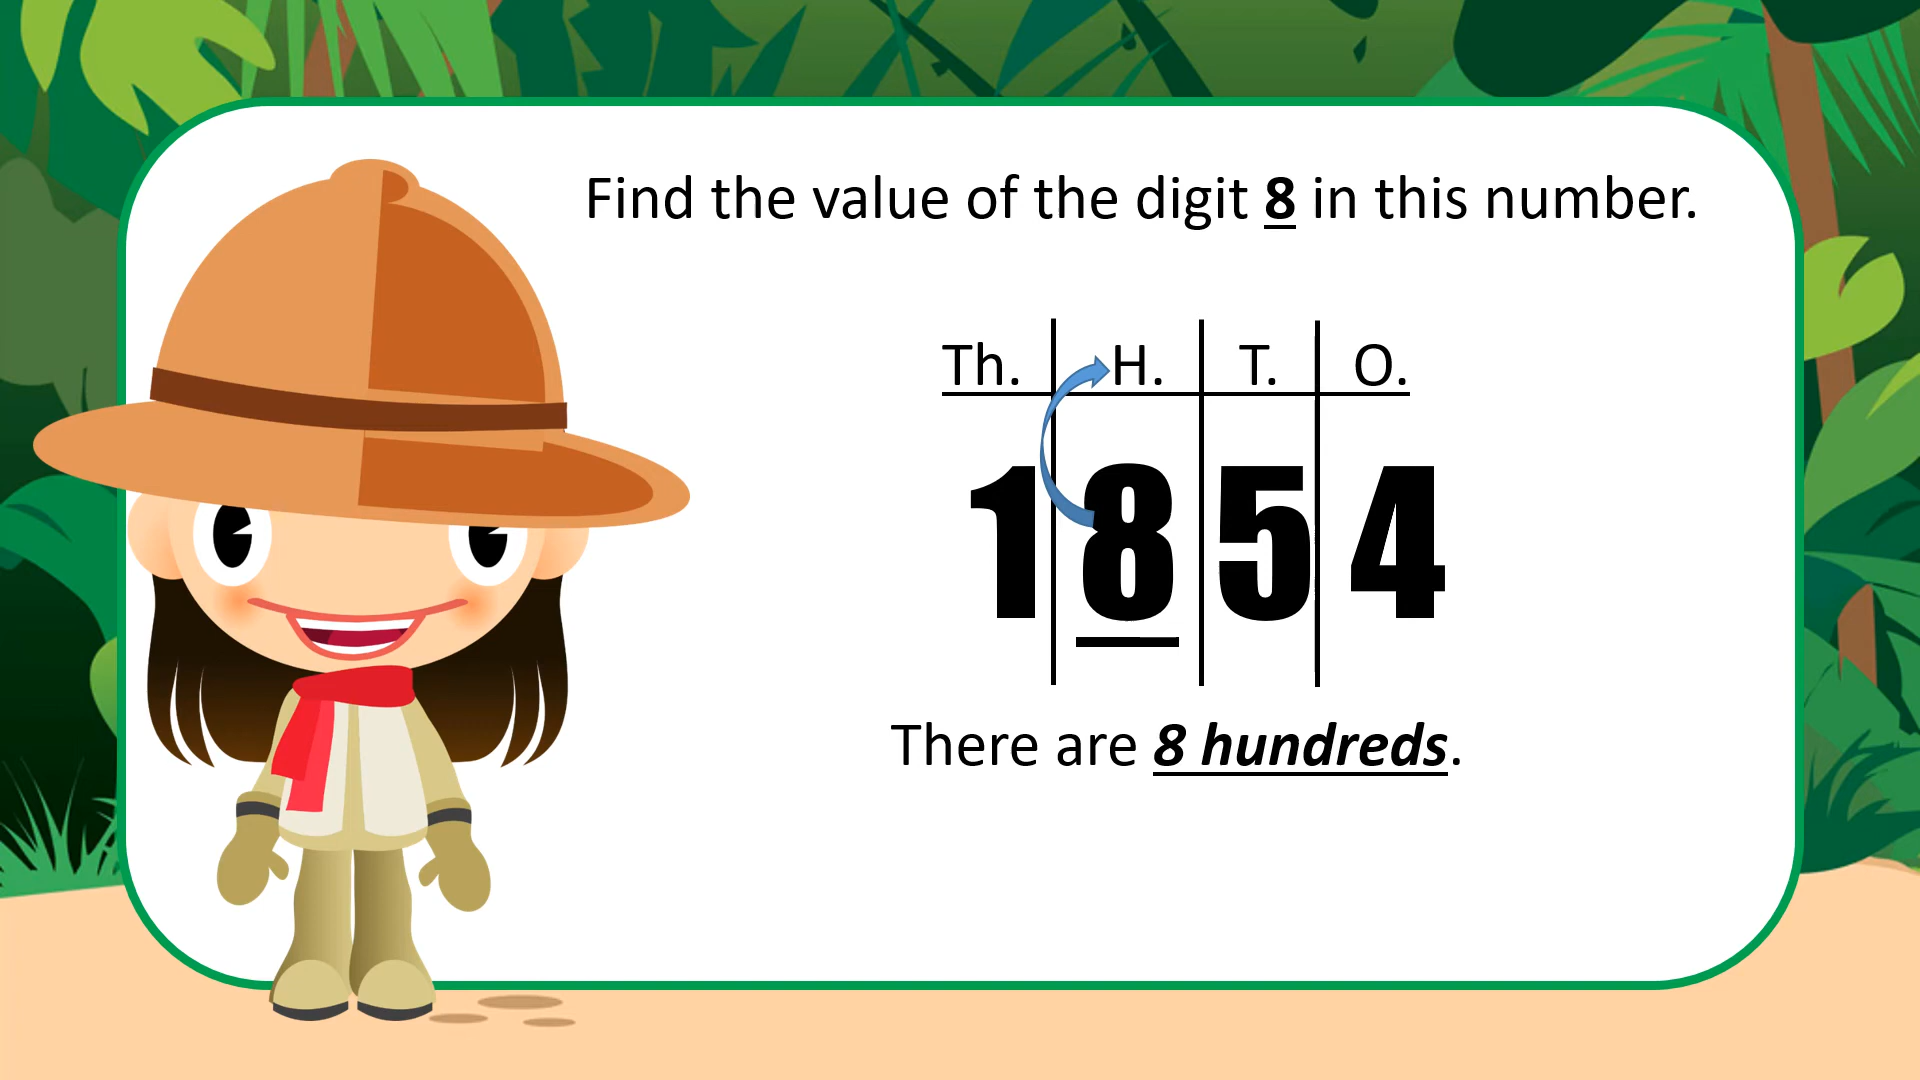 Find the value of the digit 8 in this number.
Th. H. T. O.
1 8 5 4
There are 8 hundreds.